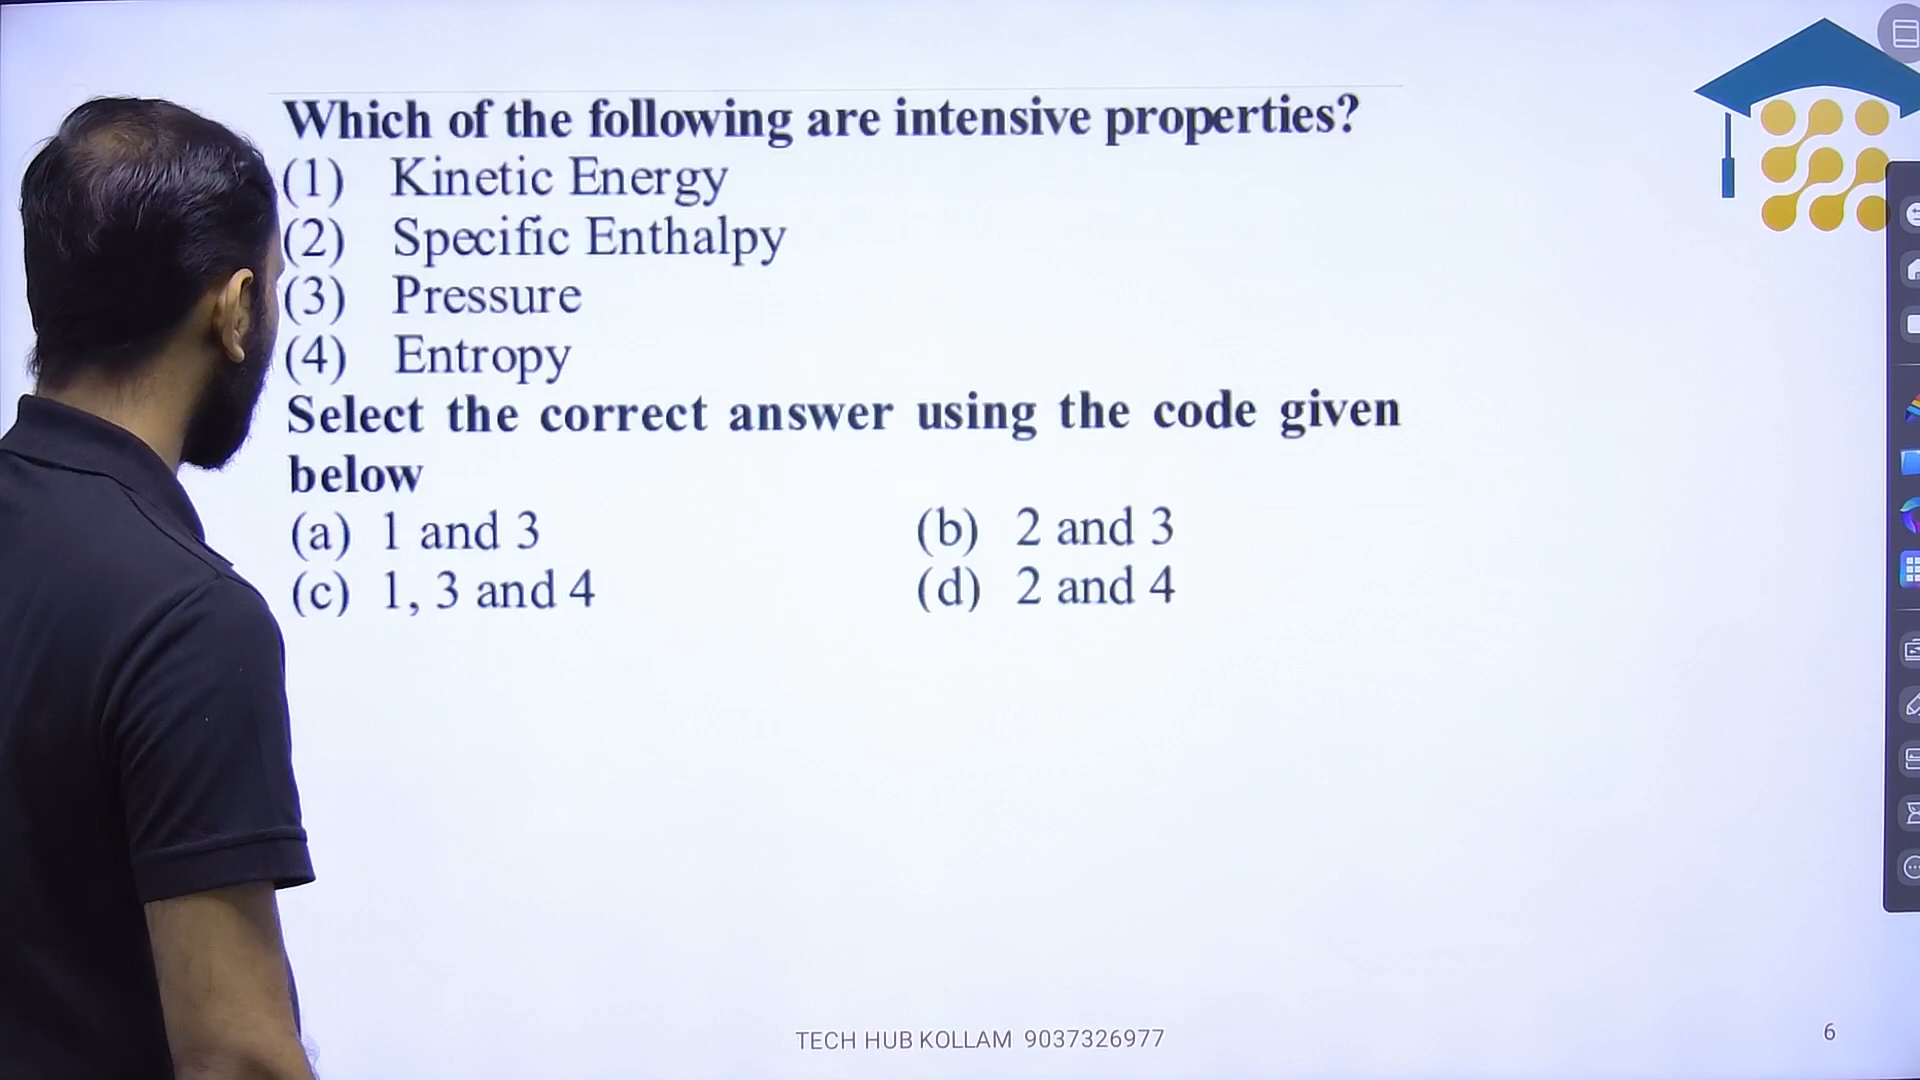 Which of the following are intensive properties?
(1) Kinetic Energy
(2) Specific Enthalpy
(3) Pressure
(4) Entropy
Select the correct answer using the code given
below
(a) 1 and 3 (b) 2 and 3
(c) 1, 3 and 4 (d) 2 and 4
TECH HUB KOLLAM 9037326977 6